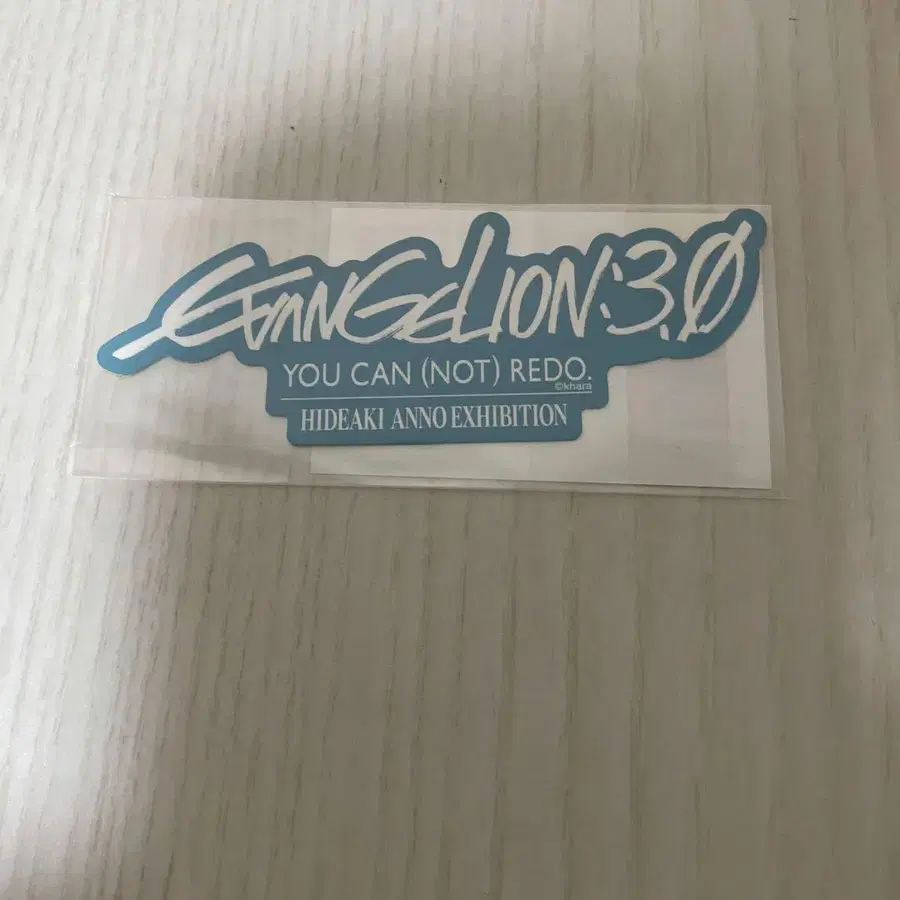 EVANGELION:3.0
YOU CAN (NOT) REDO.
©khara
HIDEAKI ANNO EXHIBITION